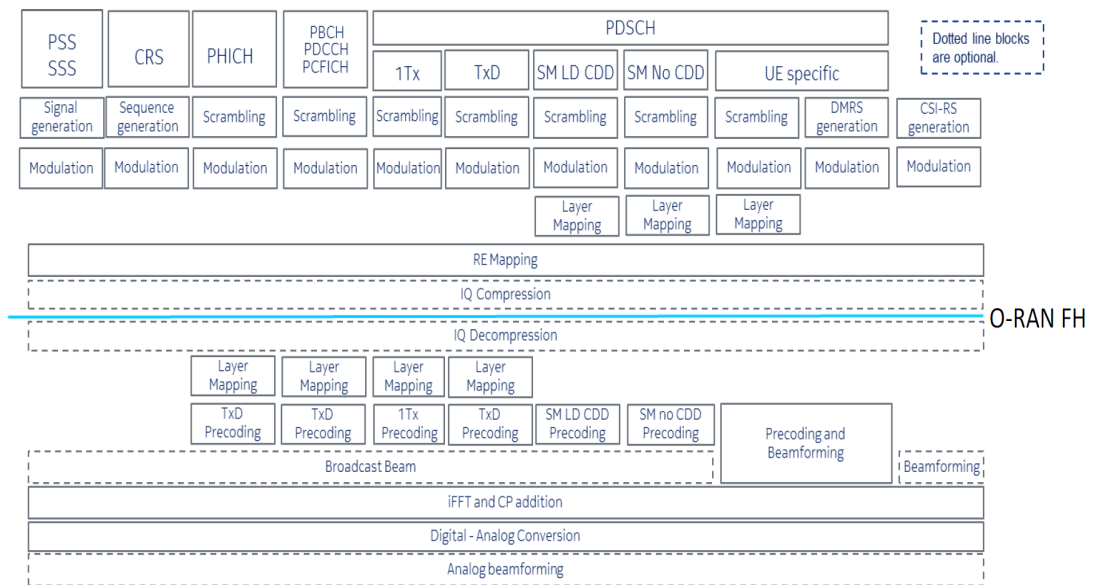 PSS
SSS
CRS
PHICH
PBCH
PDCCH
PCFICH
PDSCH
1Tx
TxD
SM LD CDD
SM No CDD
UE specific
Dotted line blocks
are optional.
Signal
generation
Sequence
generation
Scrambling
Scrambling
Scrambling
Scrambling
Scrambling
Scrambling
Scrambling
DMRS
generation
CSI-RS
generation
Modulation
Modulation
Modulation
Modulation
Modulation
Modulation
Modulation
Modulation
Modulation
Modulation
Modulation
Layer
Mapping
Layer
Mapping
Layer
Mapping
RE Mapping
IQ Compression
O-RAN FH
IQ Decompression
Layer
Mapping
Layer
Mapping
Layer
Mapping
Layer
Mapping
TxD
Precoding
TxD
Precoding
1Tx
Precoding
TxD
Precoding
SM LD CDD
Precoding
SM no CDD
Precoding
Precoding and
Beamforming
Broadcast Beam
Beamforming
iFFT and CP addition
Digital - Analog Conversion
Analog beamforming